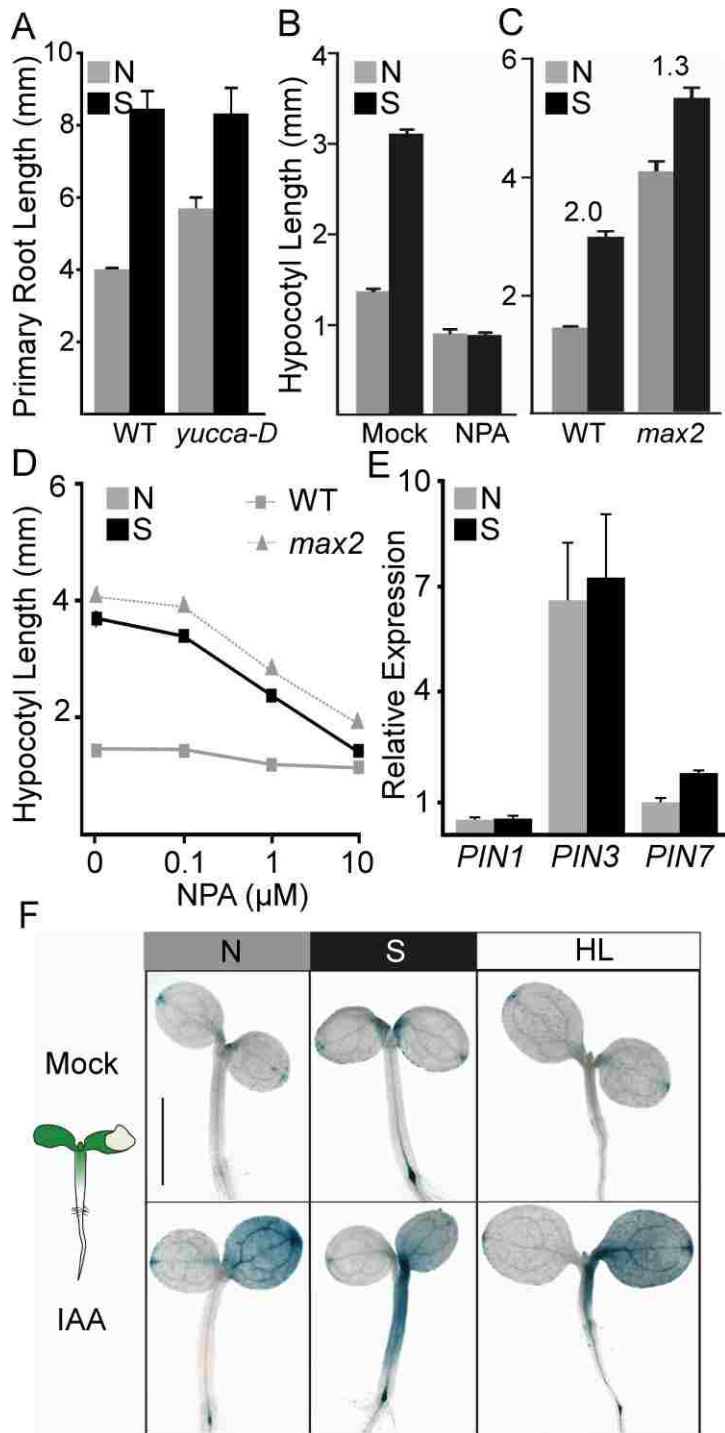 A
Primary Root Length (mm)
10
8
6
4
2
N
S
WT yucca-D
B
Hypocotyl Length (mm)
4
3
2
1
N
S
Mock NPA
C
6
4
2
N
S
2.0
1.3
WT max2
D
Hypocotyl Length (mm)
6
4
2
N
S
WT
max2
0 0.1 1 10
NPA (µM)
E
Relative Expression
10
7
4
1
N
S
PIN1 PIN3 PIN7
F
N S HL
Mock
IAA